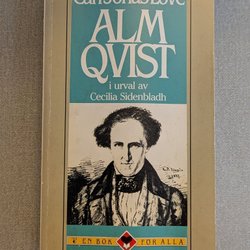 Carl Jonas Love
ALM
QVIST
i urval av
Cecilia Sidenbladh
EN BOK FÖR ALLA